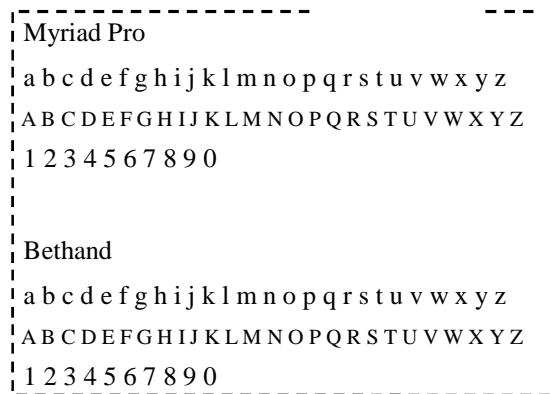 Myriad Pro
a b c d e f g h i j k l m n o p q r s t u v w x y z
A B C D E F G H I J K L M N O P Q R S T U V W X Y Z
1 2 3 4 5 6 7 8 9 0
Bethand
a b c d e f g h i j k l m n o p q r s t u v w x y z
A B C D E F G H I J K L M N O P Q R S T U V W X Y Z
1 2 3 4 5 6 7 8 9 0